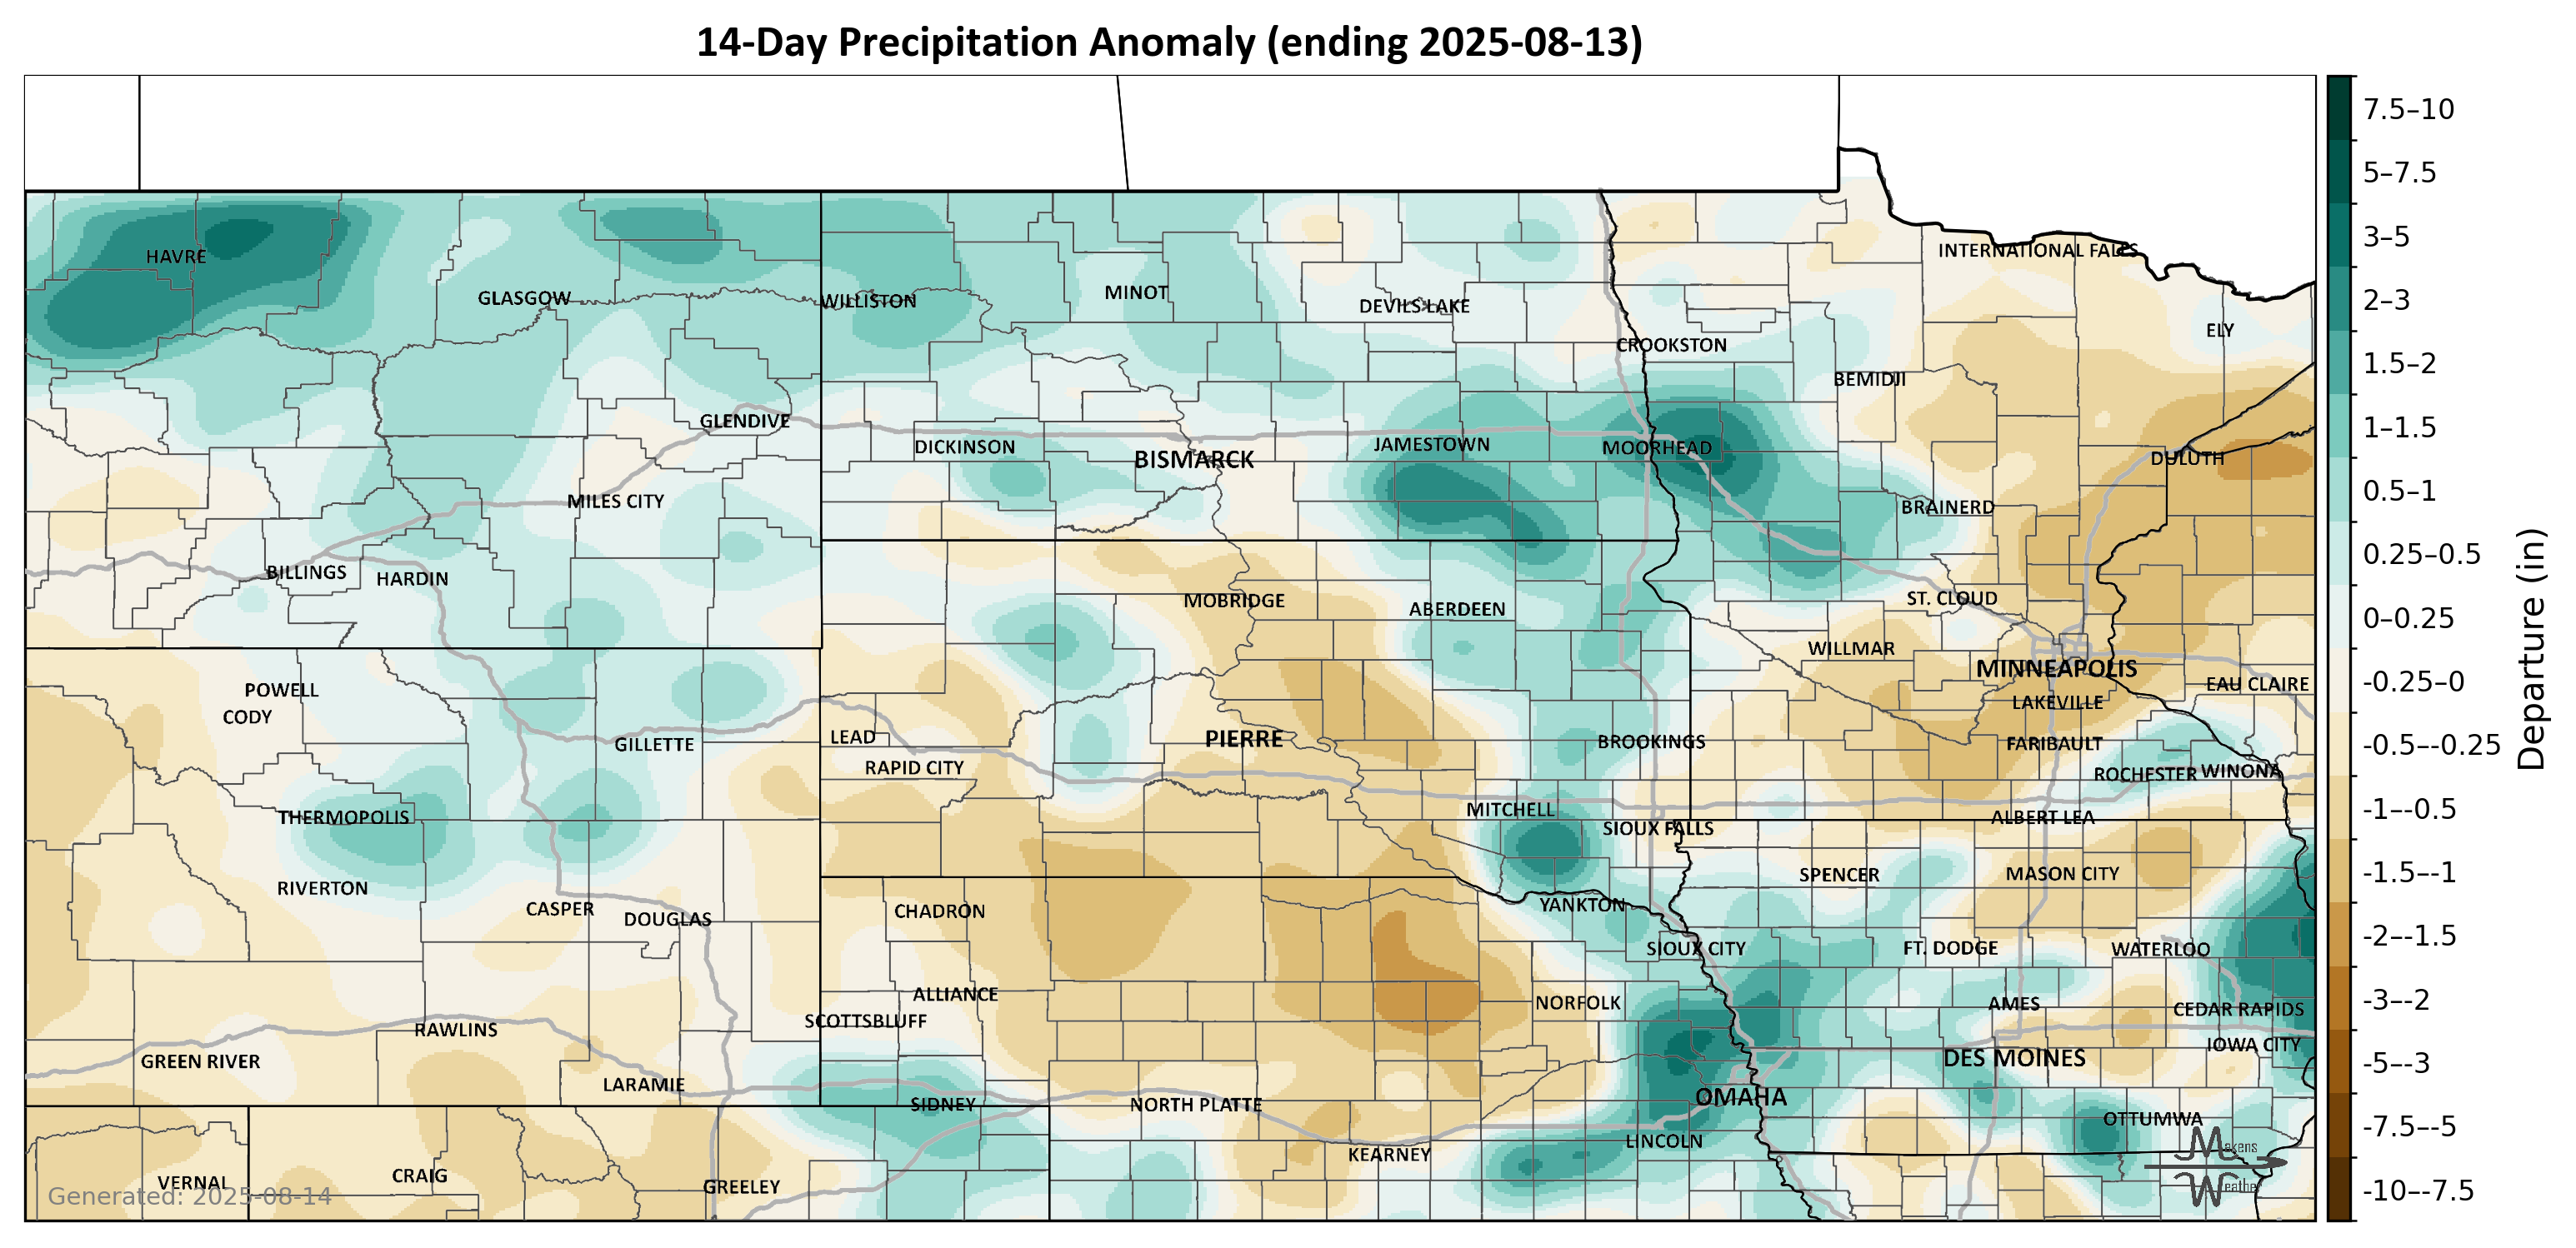 14-Day Precipitation Anomaly (ending 2025-08-13)
HAVRE
GLASGOW
WILLISTON
MINOT
DEVILS LAKE
INTERNATIONAL FALLS
ELY
CROOKSTON
BEMIDJI
GLENDIVE
DICKINSON
BISMARCK
JAMESTOWN
MOORHEAD
DULUTH
MILES CITY
BRAINERD
BILLINGS
HARDIN
MOBRIDGE
ABERDEEN
ST. CLOUD
WILLMAR
MINNEAPOLIS
POWELL
EAU CLAIRE
CODY
LAKEVILLE
GILLETTE
LEAD
PIERRE
BROOKINGS
FARIBAULT
RAPID CITY
ROCHESTER
WINONA
THERMOPOLIS
MITCHELL
SIOUX FALLS
ALBERT LEA
RIVERTON
SPENCER
MASON CITY
CASPER
DOUGLAS
CHADRON
YANKTON
SIOUX CITY
FT. DODGE
WATERLOO
ALLIANCE
NORFOLK
AMES
CEDAR RAPIDS
SCOTTSBLUFF
RAWLINS
IOWA CITY
GREEN RIVER
DES MOINES
LARAMIE
SIDNEY
NORTH PLATTE
OMAHA
OTTUMWA
LINCOLN
KEARNEY
VERNAL
CRAIG
GREELEY
Generated: 2025-08-14
Makens
Weather
7.5–10
5–7.5
3–5
2–3
1.5–2
1–1.5
0.5–1
0.25–0.5
0–0.25
-0.25–0
-0.5–-0.25
-1–-0.5
-1.5–-1
-2–-1.5
-3–-2
-5–-3
-7.5–-5
-10–-7.5
Departure (in)